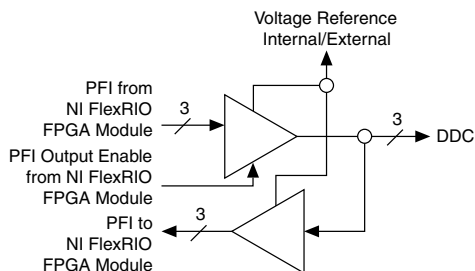 Voltage Reference
Internal/External
PFI from
NI FlexRIO
FPGA Module
3
3
DDC
PFI Output Enable
from NI FlexRIO
FPGA Module
PFI to
NI FlexRIO
FPGA Module
3